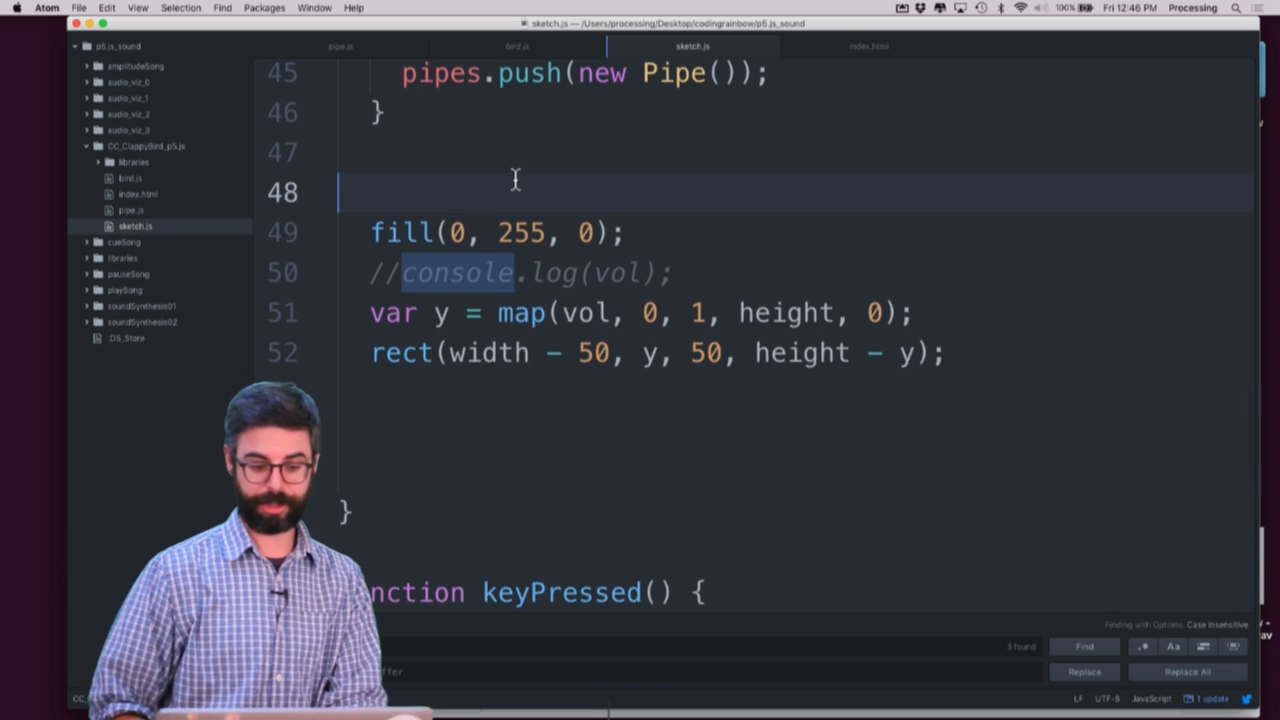 Atom File Edit View Selection Find Packages Window Help 100% Fri 12:46 PM Processing
sketch.js — /Users/processing/Desktop/codingrainbow/p5.js_sound
p5.js_sound pipe.js bird.js sketch.js index.html
amplitudeSong
audio_viz_0
audio_viz_1
audio_viz_2
audio_viz_3
CC_ClappyBird_p5.js
libraries
bird.js
index.html
pipe.js
sketch.js
cueSong
libraries
pauseSong
playSong
soundSynthesis01
soundSynthesis02
.DS_Store
45 pipes.push(new Pipe());
46 }
47
48
49 fill(0, 255, 0);
50 //console.log(vol);
51 var y = map(vol, 0, 1, height, 0);
52 rect(width - 50, y, 50, height - y);
}
nction keyPressed() {
Finding with Options: Case Insensitive
3 found Find .* Aa
ffer Replace Replace All
CC_ LF UTF-8 JavaScript 1 update